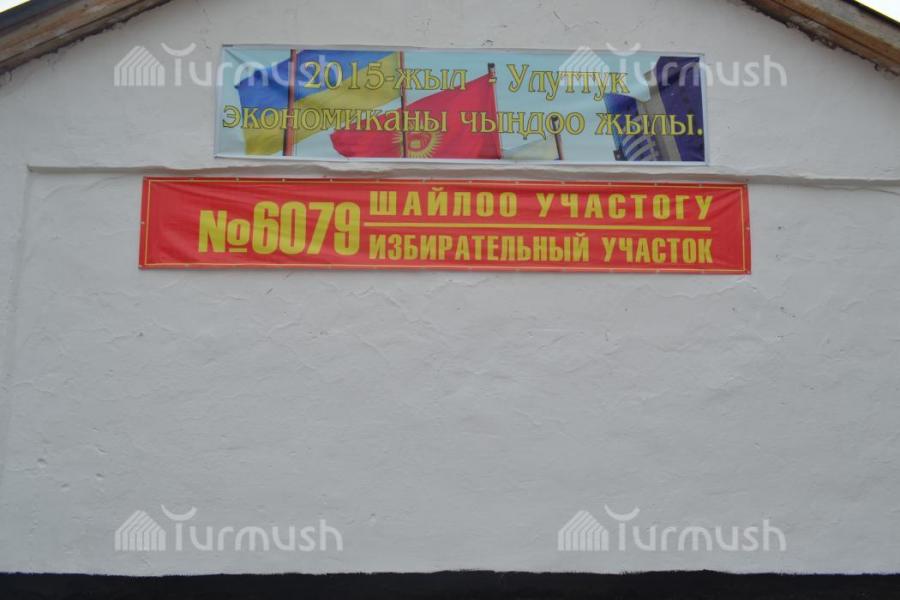 2015-жыл - Улуттук
экономиканы чыңдоо жылы.
№6079
ШАЙЛОО УЧАСТОГУ
ИЗБИРАТЕЛЬНЫЙ УЧАСТОК
Turmush
Turmush
Turmush
Turmush